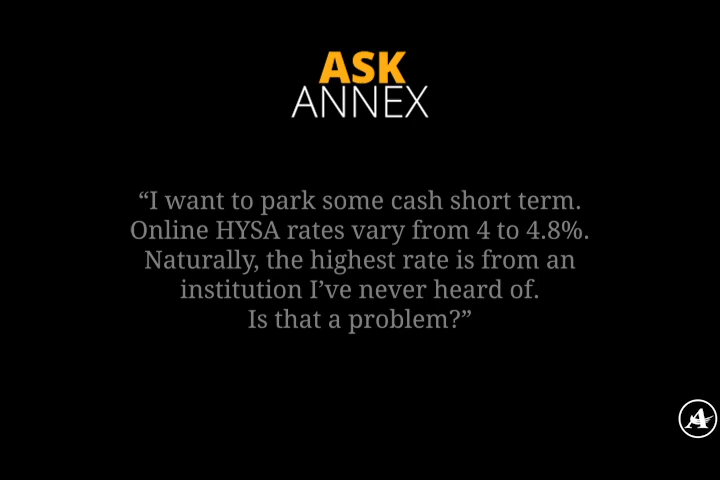 ASK
ANNEX
“I want to park some cash short term.
Online HYSA rates vary from 4 to 4.8%.
Naturally, the highest rate is from an
institution I’ve never heard of.
Is that a problem?”
A